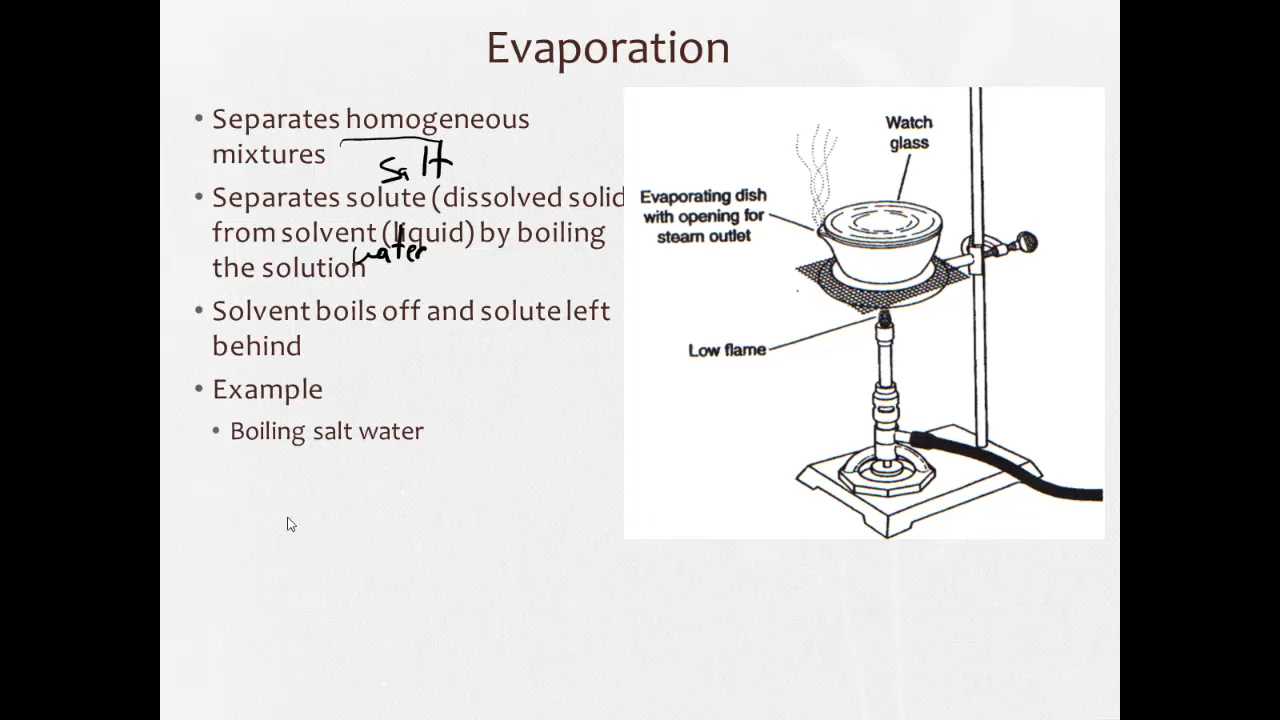 Evaporation
• Separates homogeneous
mixtures
salt
• Separates solute (dissolved solid
from solvent (liquid) by boiling
water
the solution
• Solvent boils off and solute left
behind
• Example
• Boiling salt water
Watch
glass
Evaporating dish
with opening for
steam outlet
Low flame